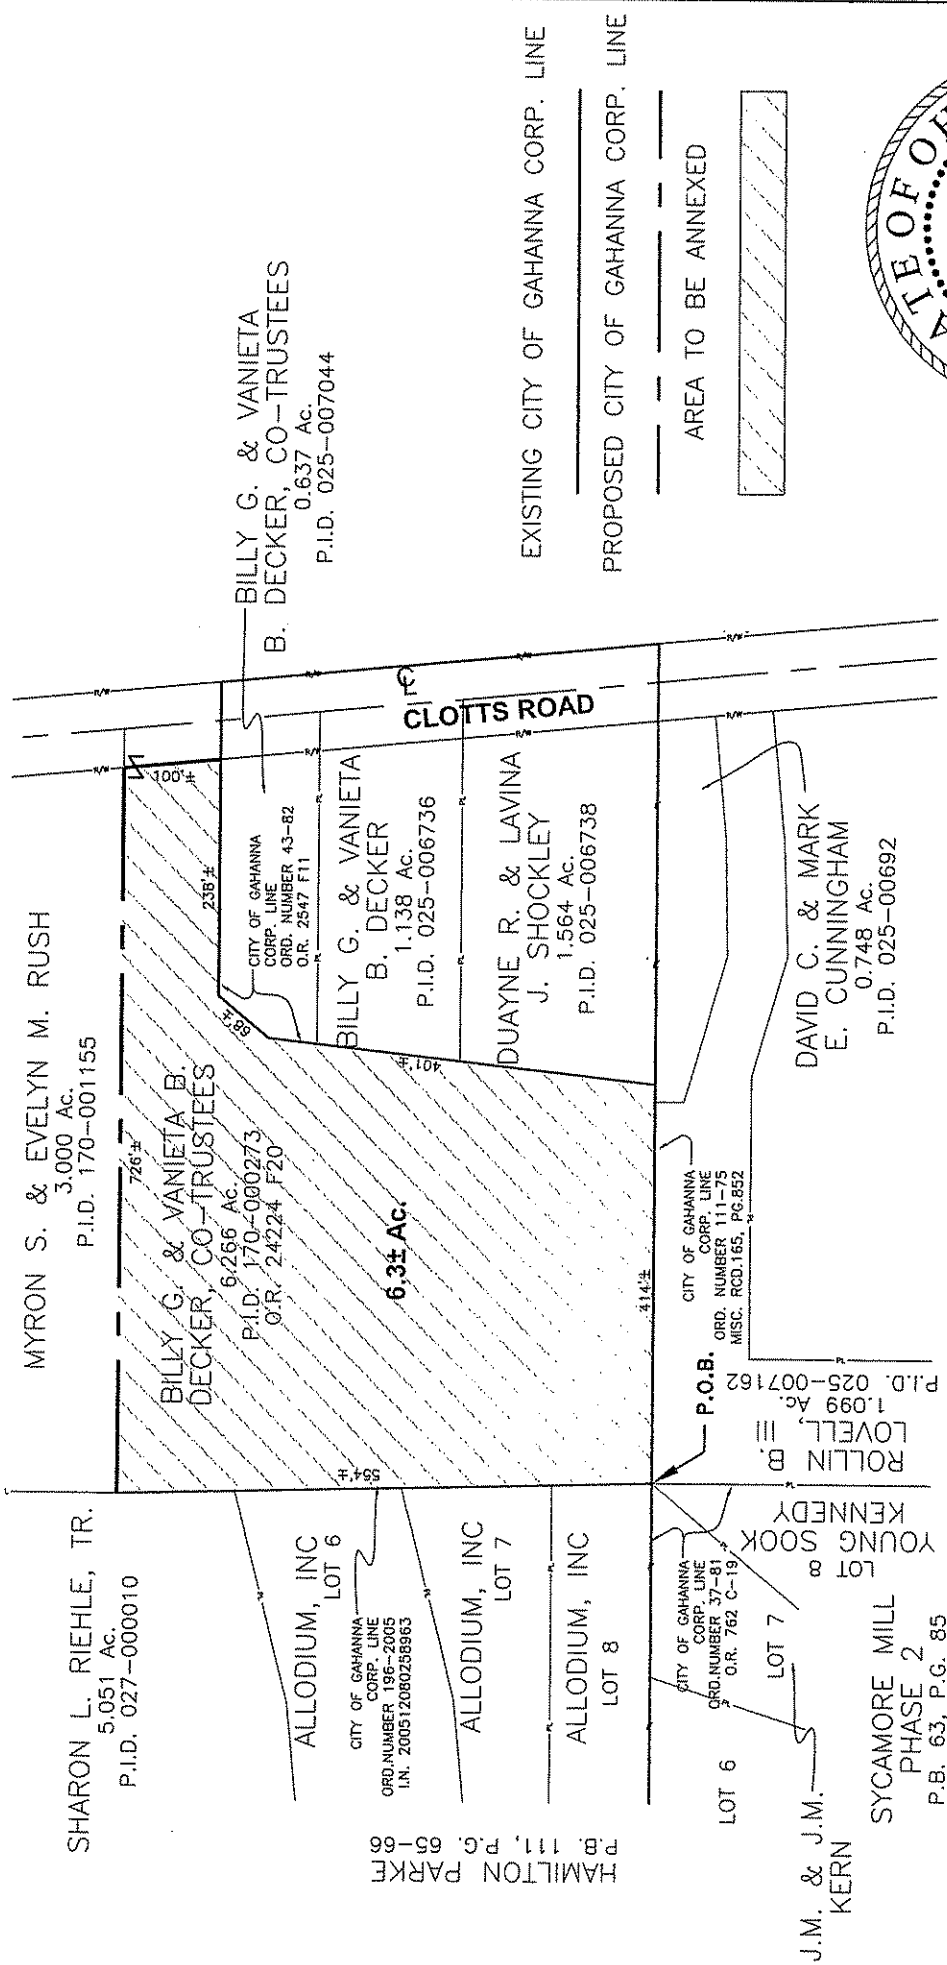 SHARON L. RIEHLE, TR.
5.051 Ac.
P.I.D. 027-000010
MYRON S. & EVELYN M. RUSH
3.000 Ac.
P.I.D. 170-001155
726'±
BILLY G. & VANIETA B.
DECKER, CO-TRUSTEES
6.266 Ac.
P.I.D. 170-000273
O.R. 24224 F20
6.3± Ac.
100'±
238'±
68'±
401'±
414'±
554'±
CITY OF GAHANNA
CORP. LINE
ORD. NUMBER 43-82
O.R. 2547 F11
BILLY G. & VANIETA
B. DECKER, CO-TRUSTEES
0.637 Ac.
P.I.D. 025-007044
BILLY G. & VANIETA
B. DECKER
1.138 Ac.
P.I.D. 025-006736
DUAYNE R. & LAVINA
J. SHOCKLEY
1.564 Ac.
P.I.D. 025-006738
CLOTTS ROAD
R/W
R/W
R/W
R/W
R/W
R/W
R/W
R/W
PL
PL
PL
PL
PL
HAMILTON PARKE
P.B. 111, P.G. 65-66
ALLODIUM, INC
LOT 6
CITY OF GAHANNA
CORP. LINE
ORD.NUMBER 196-2005
I.N. 200512080258963
ALLODIUM, INC
LOT 7
ALLODIUM, INC
LOT 8
P.O.B.
CITY OF GAHANNA
CORP. LINE
ORD. NUMBER 111-75
MISC. RCD.165, PG.852
CITY OF GAHANNA
CORP. LINE
ORD.NUMBER 37-81
O.R. 762 C-19
LOT 6
LOT 7
J.M. & J.M.
KERN
LOT 8
YOUNG SOOK
KENNEDY
SYCAMORE MILL
PHASE 2
P.B. 63, P.G. 85
ROLLIN B.
LOVELL, III
1.099 Ac.
P.I.D. 025-007162
DAVID C. & MARK
E. CUNNINGHAM
0.748 Ac.
P.I.D. 025-00692
EXISTING CITY OF GAHANNA CORP. LINE
PROPOSED CITY OF GAHANNA CORP. LINE
AREA TO BE ANNEXED
ATE OF O